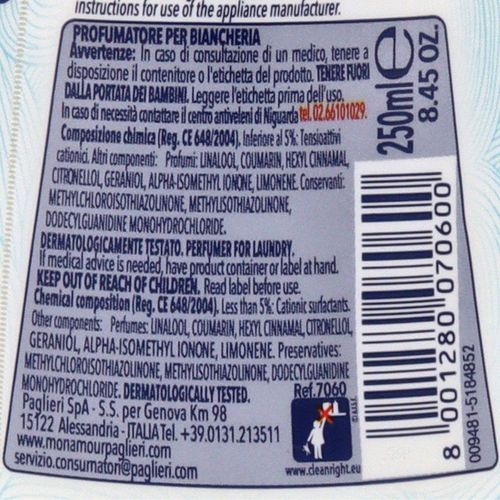 instructions for use of the appliance manufacturer.
PROFUMATORE PER BIANCHERIA
Avvertenze: In caso di consultazione di un medico, tenere a
disposizione il contenitore o l'etichetta del prodotto. TENERE FUORI
DALLA PORTATA DEI BAMBINI. Leggere l'etichetta prima dell'uso.
In caso di necessità contattare il centro antiveleni di Niguarda tel. 02.66101029.
Composizione chimica (Reg. CE 648/2004). Inferiore al 5%: Tensioattivi
cationici. Altri componenti: Profumi: LINALOOL, COUMARIN, HEXYL CINNAMAL,
CITRONELLOL, GERANIOL, ALPHA-ISOMETHYL IONONE, LIMONENE. Conservanti:
METHYLCHLOROISOTHIAZOLINONE, METHYLISOTHIAZOLINONE,
DODECYLGUANIDINE MONOHYDROCHLORIDE.
DERMATOLOGICAMENTE TESTATO. PERFUMER FOR LAUNDRY.
If medical advice is needed, have product container or label at hand.
KEEP OUT OF REACH OF CHILDREN. Read label before use.
Chemical composition (Reg. CE 648/2004). Less than 5%: Cationic surfactants.
Other components: Perfumes: LINALOOL, COUMARIN, HEXYL CINNAMAL, CITRONELLOL,
GERANIOL, ALPHA-ISOMETHYL IONONE, LIMONENE. Preservatives:
METHYLCHLOROISOTHIAZOLINONE, METHYLISOTHIAZOLINONE, DODECYLGUANIDINE
MONOHYDROCHLORIDE. DERMATOLOGICALLY TESTED.
Ref.7060
Paglieri SpA - S.S. per Genova Km 98
15122 Alessandria - ITALIA Tel. +39.0131.213511
www.monamourpaglieri.com
servizio.consumatori@paglieri.com
www.cleanright.eu
250ml e
8.45 OZ.
8 001280 070600
009481-5184852